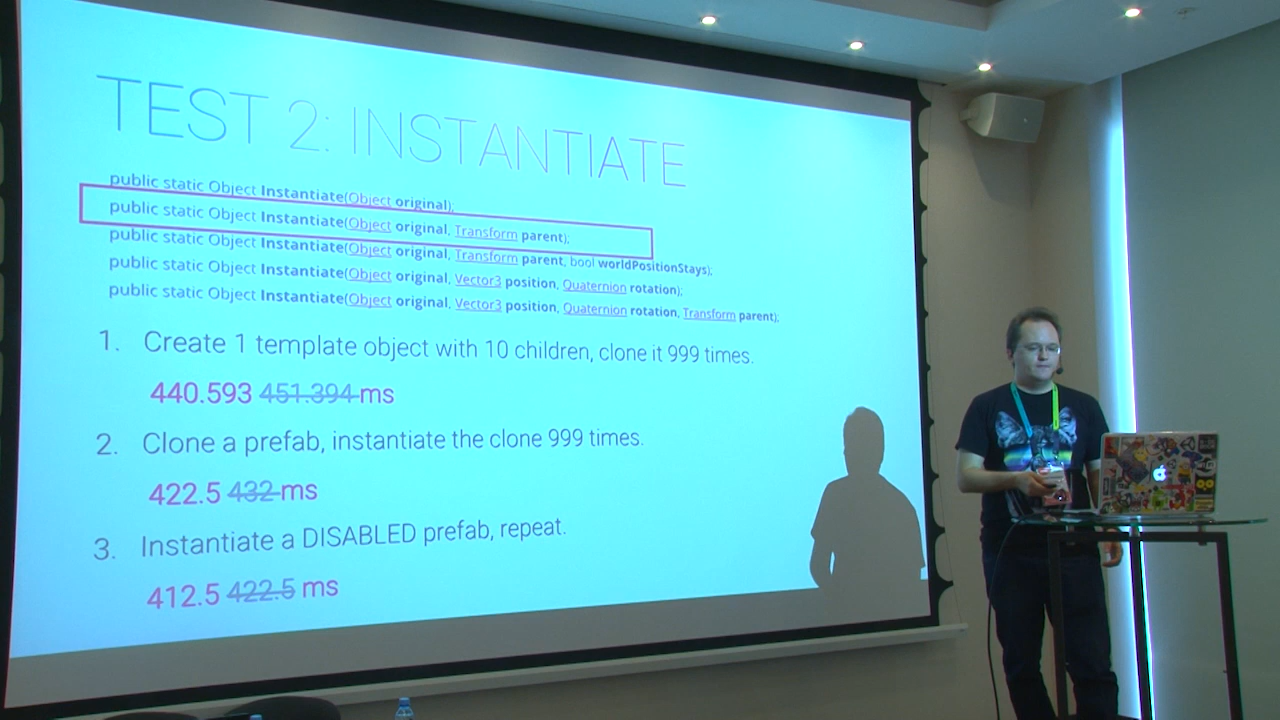 TEST 2: INSTANTIATE
public static Object Instantiate(Object original);
public static Object Instantiate(Object original, Transform parent);
public static Object Instantiate(Object original, Transform parent, bool worldPositionStays);
public static Object Instantiate(Object original, Vector3 position, Quaternion rotation);
public static Object Instantiate(Object original, Vector3 position, Quaternion rotation, Transform parent);
1. Create 1 template object with 10 children, clone it 999 times.
440.593 451.394 ms
2. Clone a prefab, instantiate the clone 999 times.
422.5 432 ms
3. Instantiate a DISABLED prefab, repeat.
412.5 422.5 ms